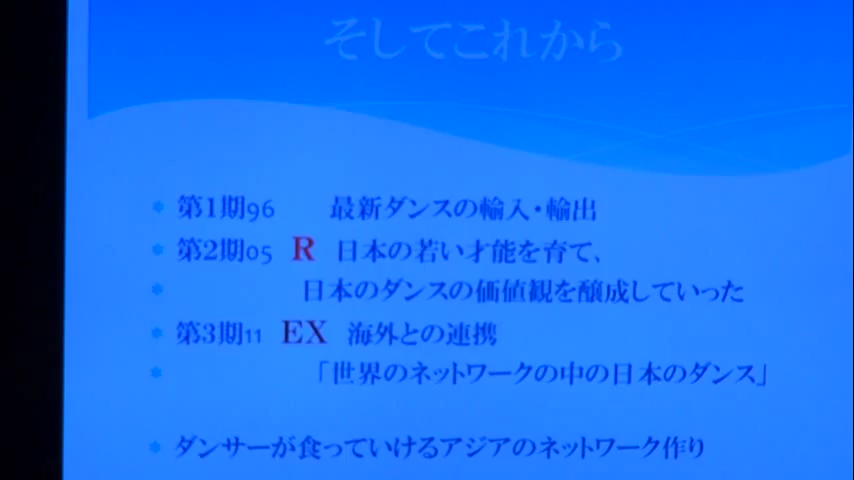 そしてこれから
第1期96 最新ダンスの輸入・輸出
第2期05 R 日本の若い才能を育て、
日本のダンスの価値観を醸成していった
第3期11 EX 海外との連携
「世界のネットワークの中の日本のダンス」
ダンサーが食っていけるアジアのネットワーク作り